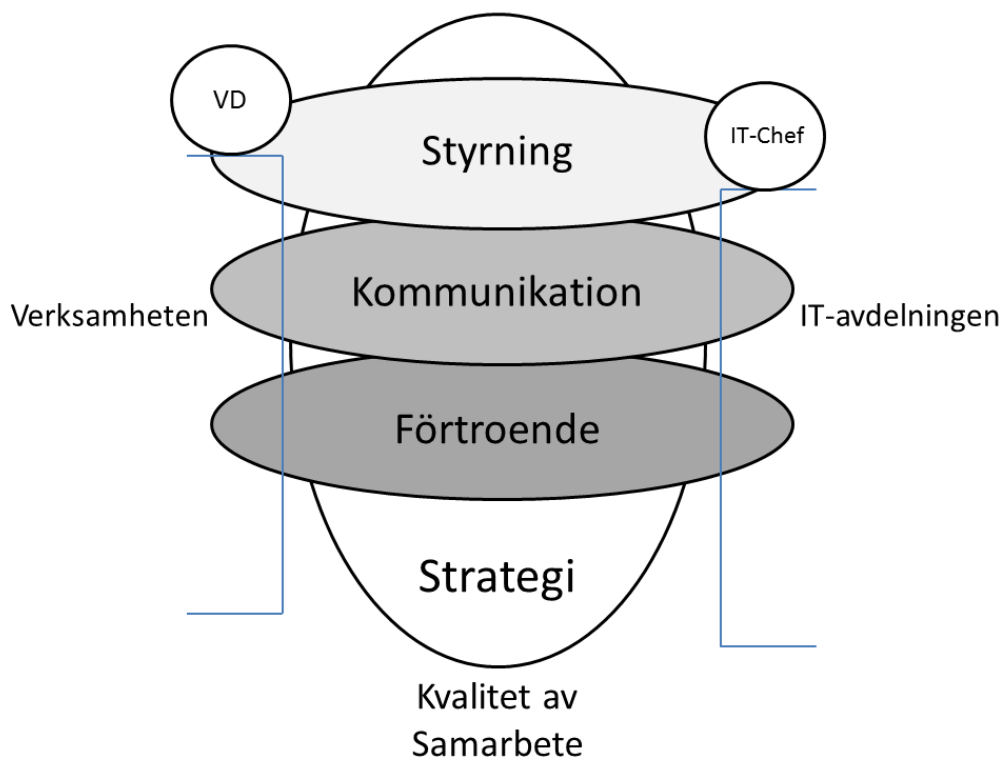 VD
IT-Chef
Styrning
Kommunikation
Verksamheten
IT-avdelningen
Förtroende
Strategi
Kvalitet av
Samarbete